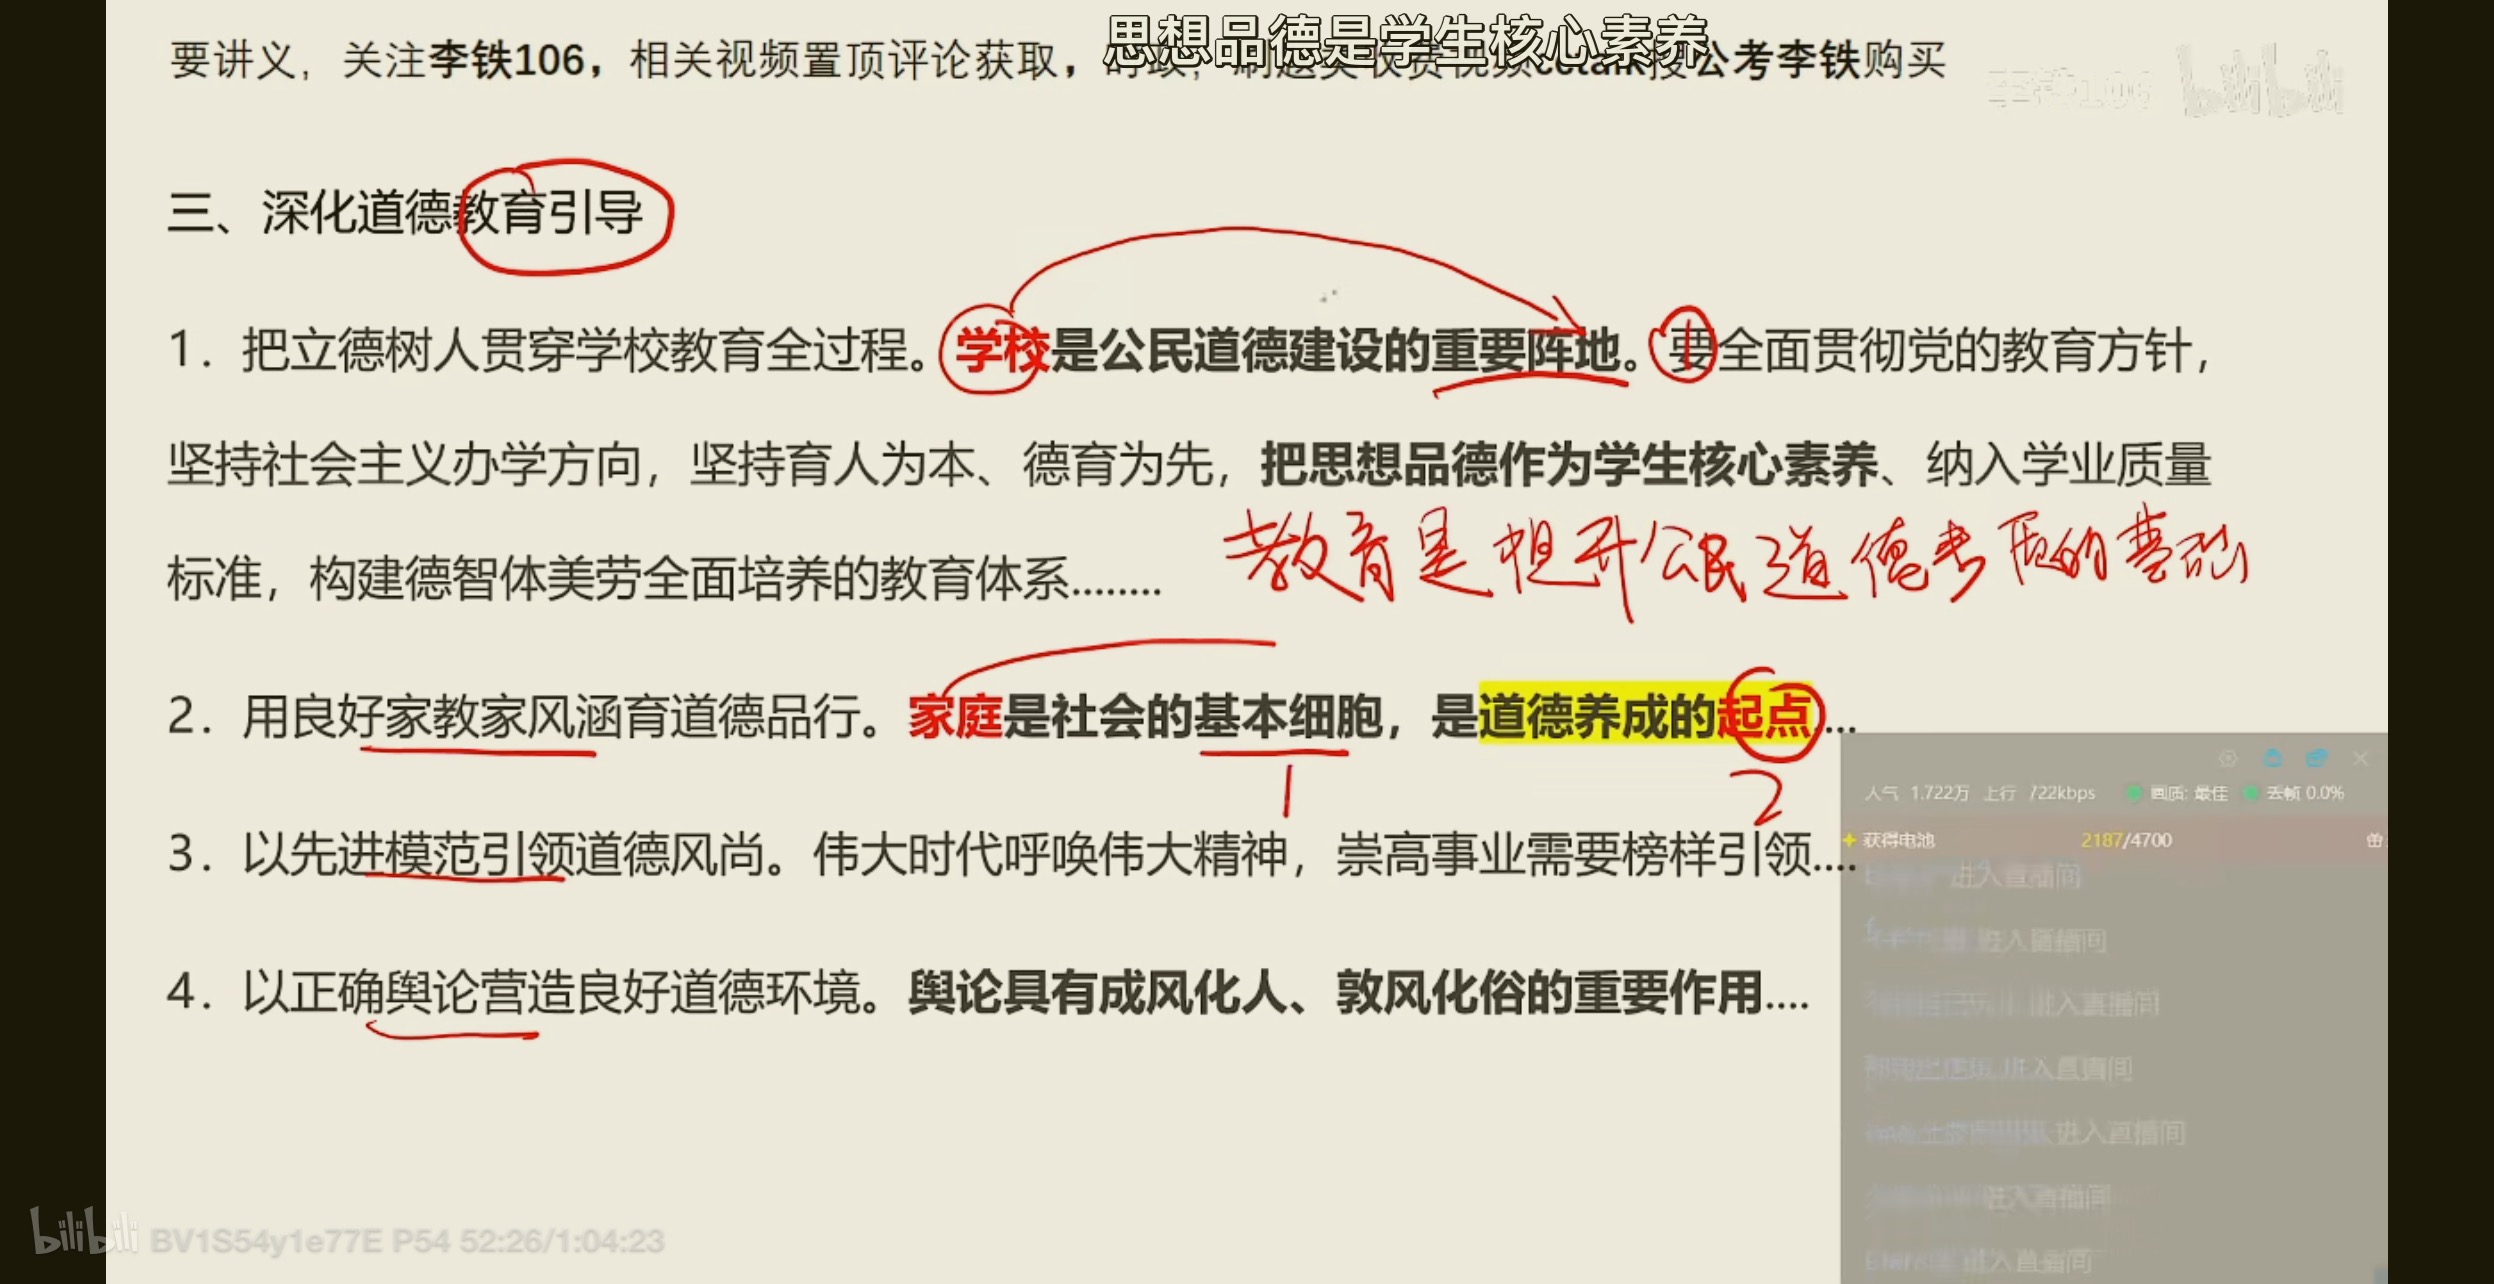 思想品德是学生核心素养
要讲义，关注李铁106，相关视频置顶评论获取，时政，刷题类收费视频cctalk搜公考李铁购买
李铁106 bilibili
三、深化道德教育引导
1. 把立德树人贯穿学校教育全过程。学校是公民道德建设的重要阵地。要全面贯彻党的教育方针，
1
坚持社会主义办学方向，坚持育人为本、德育为先，把思想品德作为学生核心素养、纳入学业质量
标准，构建德智体美劳全面培养的教育体系........
教育是提升公民道德素质的基础
2. 用良好家教家风涵育道德品行。家庭是社会的基本细胞，是道德养成的起点....
1
2
3. 以先进模范引领道德风尚。伟大时代呼唤伟大精神，崇高事业需要榜样引领....
4. 以正确舆论营造良好道德环境。舆论具有成风化人、敦风化俗的重要作用....
人气 1.722万 上行 722kbps 画质: 最佳 丢帧 0.0%
获得电池 2187/4700
进入直播间
进入直播间
进入直播间
进入直播间
进入直播间
进入直播间
进入直播间
bilibili BV1S54y1e77E P54 52:26/1:04:23